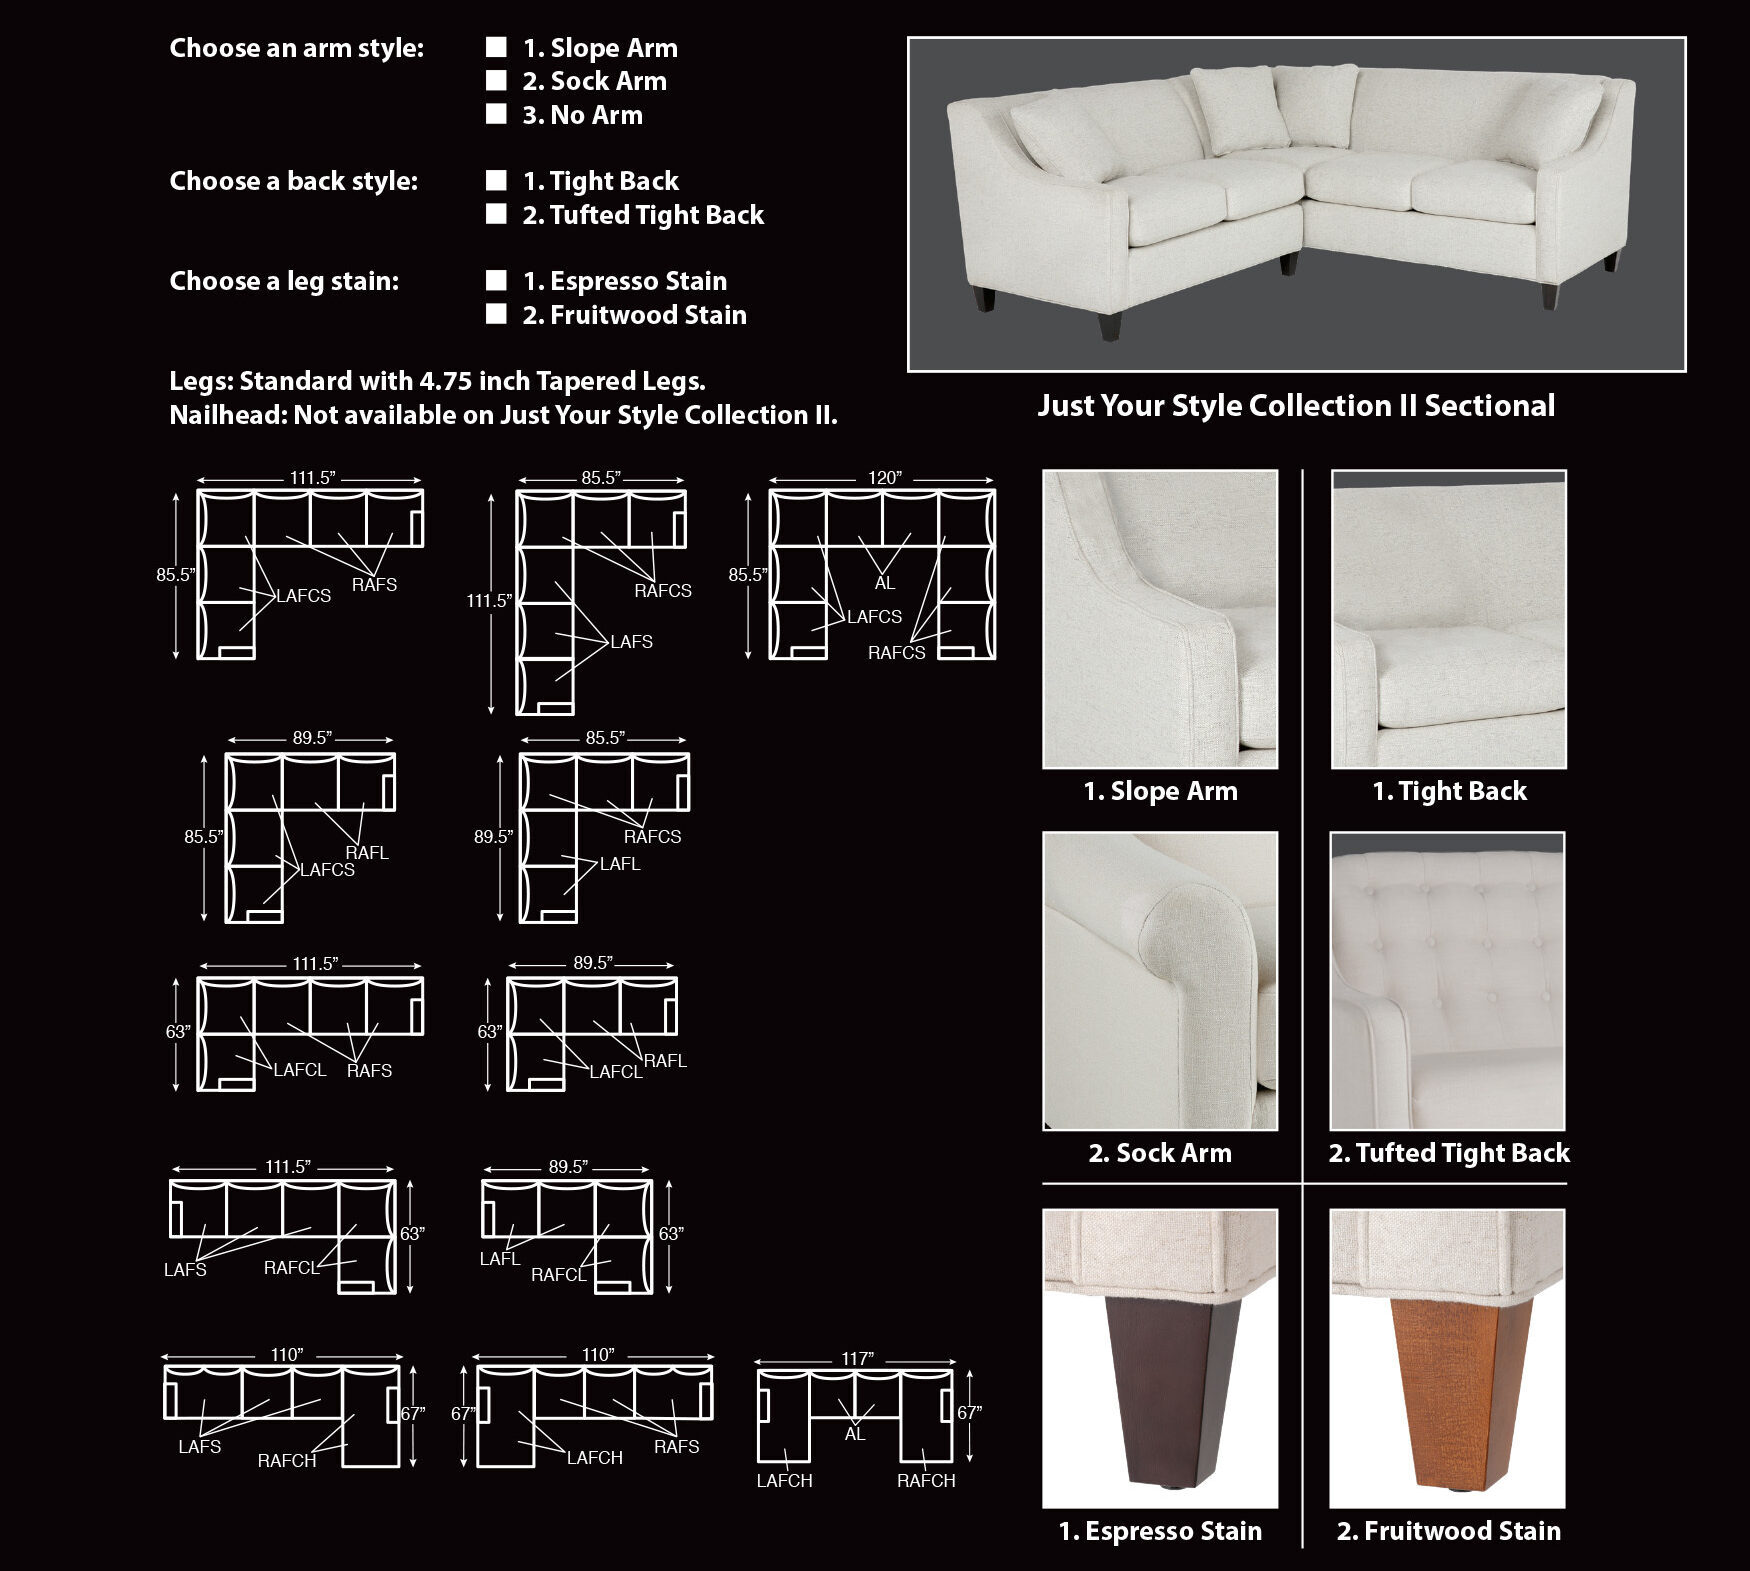 Choose an arm style:
1. Slope Arm
2. Sock Arm
3. No Arm
Choose a back style:
1. Tight Back
2. Tufted Tight Back
Choose a leg stain:
1. Espresso Stain
2. Fruitwood Stain
Legs: Standard with 4.75 inch Tapered Legs.
Nailhead: Not available on Just Your Style Collection II.
Just Your Style Collection II Sectional
111.5”
85.5”
LAFCS
RAFS
85.5”
111.5”
RAFCS
LAFS
120”
85.5”
AL
LAFCS
RAFCS
89.5”
85.5”
RAFL
LAFCS
85.5”
89.5”
RAFCS
LAFL
111.5”
63”
LAFCL
RAFS
89.5”
63”
LAFCL
RAFL
111.5”
63”
LAFS
RAFCL
89.5”
63”
LAFL
RAFCL
110”
67”
LAFS
RAFCH
110”
67”
LAFCH
RAFS
117”
67”
AL
LAFCH
RAFCH
1. Slope Arm
1. Tight Back
2. Sock Arm
2. Tufted Tight Back
1. Espresso Stain
2. Fruitwood Stain